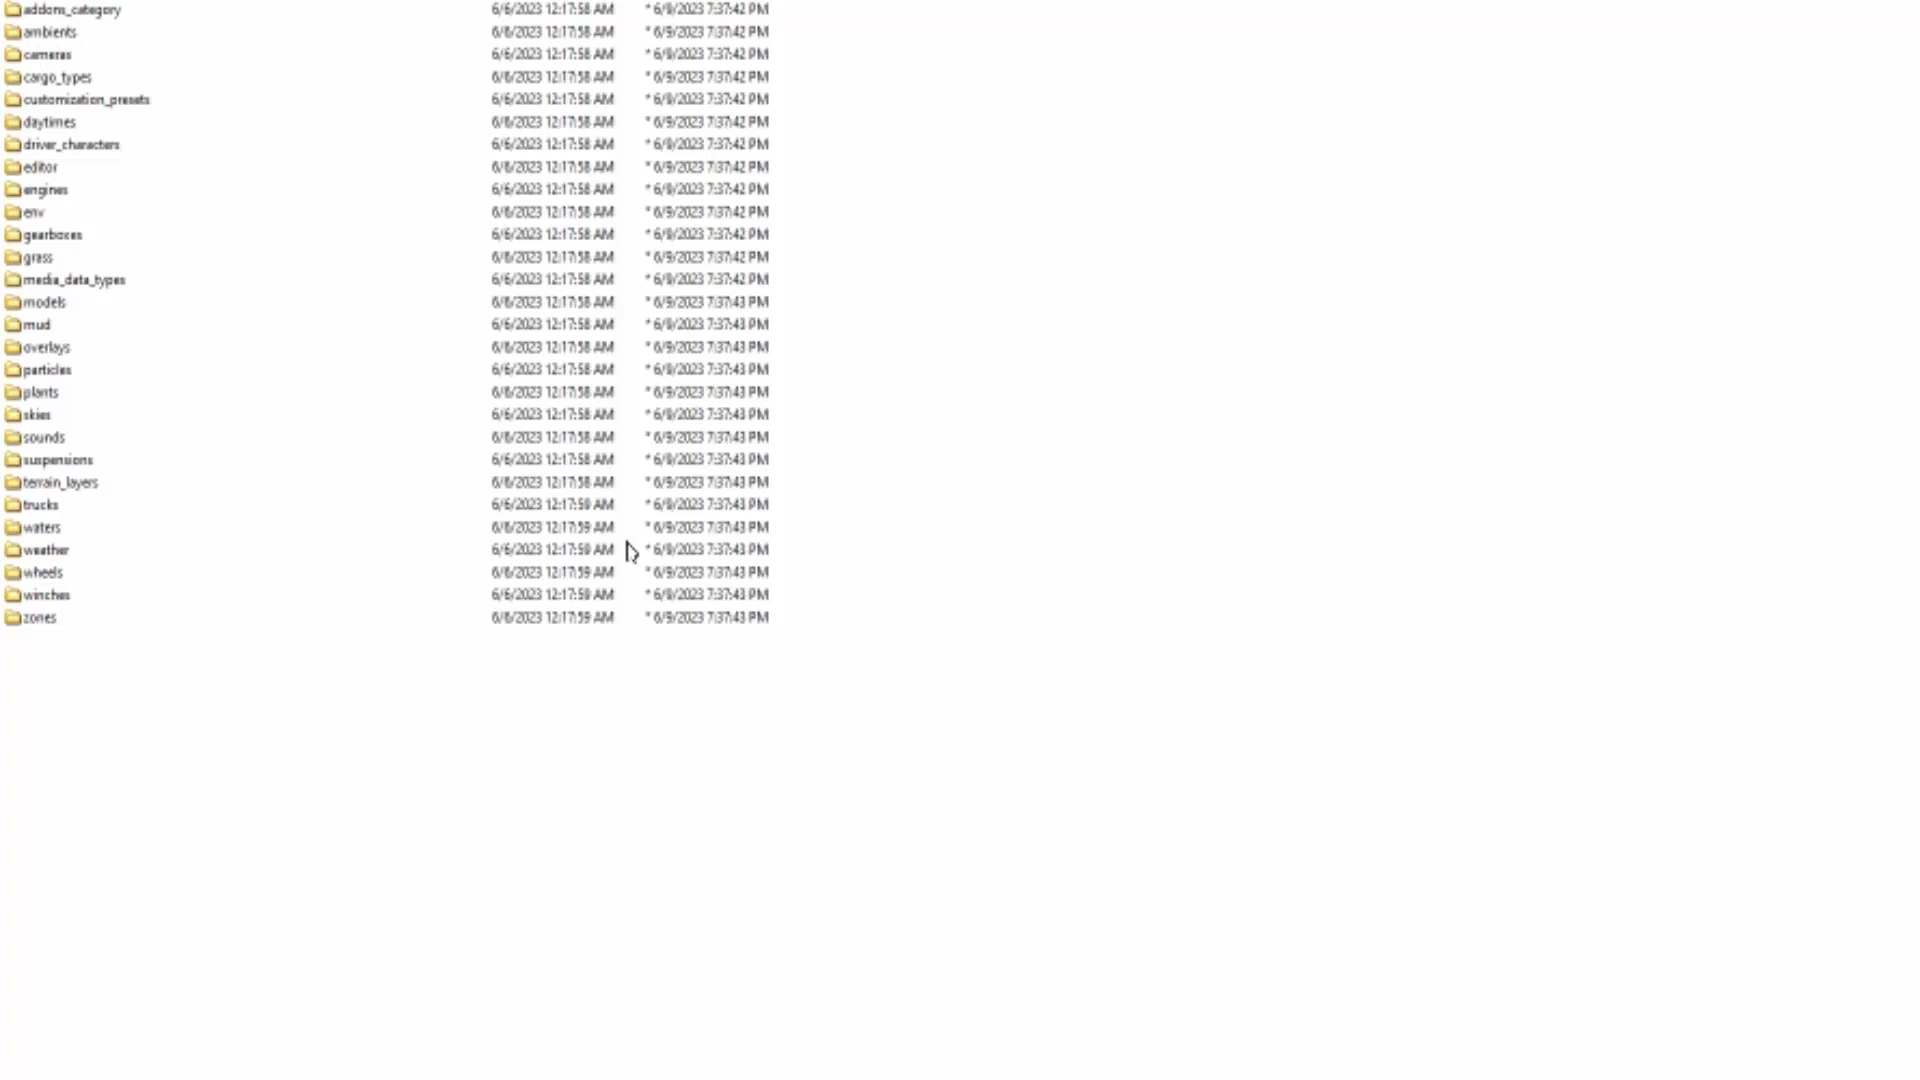 addons_category 6/6/2023 12:17:58 AM * 6/9/2023 7:37:42 PM
ambients 6/6/2023 12:17:58 AM * 6/9/2023 7:37:42 PM
cameras 6/6/2023 12:17:58 AM * 6/9/2023 7:37:42 PM
cargo_types 6/6/2023 12:17:58 AM * 6/9/2023 7:37:42 PM
customization_presets 6/6/2023 12:17:58 AM * 6/9/2023 7:37:42 PM
daytimes 6/6/2023 12:17:58 AM * 6/9/2023 7:37:42 PM
driver_characters 6/6/2023 12:17:58 AM * 6/9/2023 7:37:42 PM
editor 6/6/2023 12:17:58 AM * 6/9/2023 7:37:42 PM
engines 6/6/2023 12:17:58 AM * 6/9/2023 7:37:42 PM
env 6/6/2023 12:17:58 AM * 6/9/2023 7:37:42 PM
gearboxes 6/6/2023 12:17:58 AM * 6/9/2023 7:37:42 PM
grass 6/6/2023 12:17:58 AM * 6/9/2023 7:37:42 PM
media_data_types 6/6/2023 12:17:58 AM * 6/9/2023 7:37:42 PM
models 6/6/2023 12:17:58 AM * 6/9/2023 7:37:43 PM
mud 6/6/2023 12:17:58 AM * 6/9/2023 7:37:43 PM
overlays 6/6/2023 12:17:58 AM * 6/9/2023 7:37:43 PM
particles 6/6/2023 12:17:58 AM * 6/9/2023 7:37:43 PM
plants 6/6/2023 12:17:58 AM * 6/9/2023 7:37:43 PM
skies 6/6/2023 12:17:58 AM * 6/9/2023 7:37:43 PM
sounds 6/6/2023 12:17:58 AM * 6/9/2023 7:37:43 PM
suspensions 6/6/2023 12:17:58 AM * 6/9/2023 7:37:43 PM
terrain_layers 6/6/2023 12:17:58 AM * 6/9/2023 7:37:43 PM
trucks 6/6/2023 12:17:59 AM * 6/9/2023 7:37:43 PM
waters 6/6/2023 12:17:59 AM * 6/9/2023 7:37:43 PM
weather 6/6/2023 12:17:59 AM * 6/9/2023 7:37:43 PM
wheels 6/6/2023 12:17:59 AM * 6/9/2023 7:37:43 PM
winches 6/6/2023 12:17:59 AM * 6/9/2023 7:37:43 PM
zones 6/6/2023 12:17:59 AM * 6/9/2023 7:37:43 PM